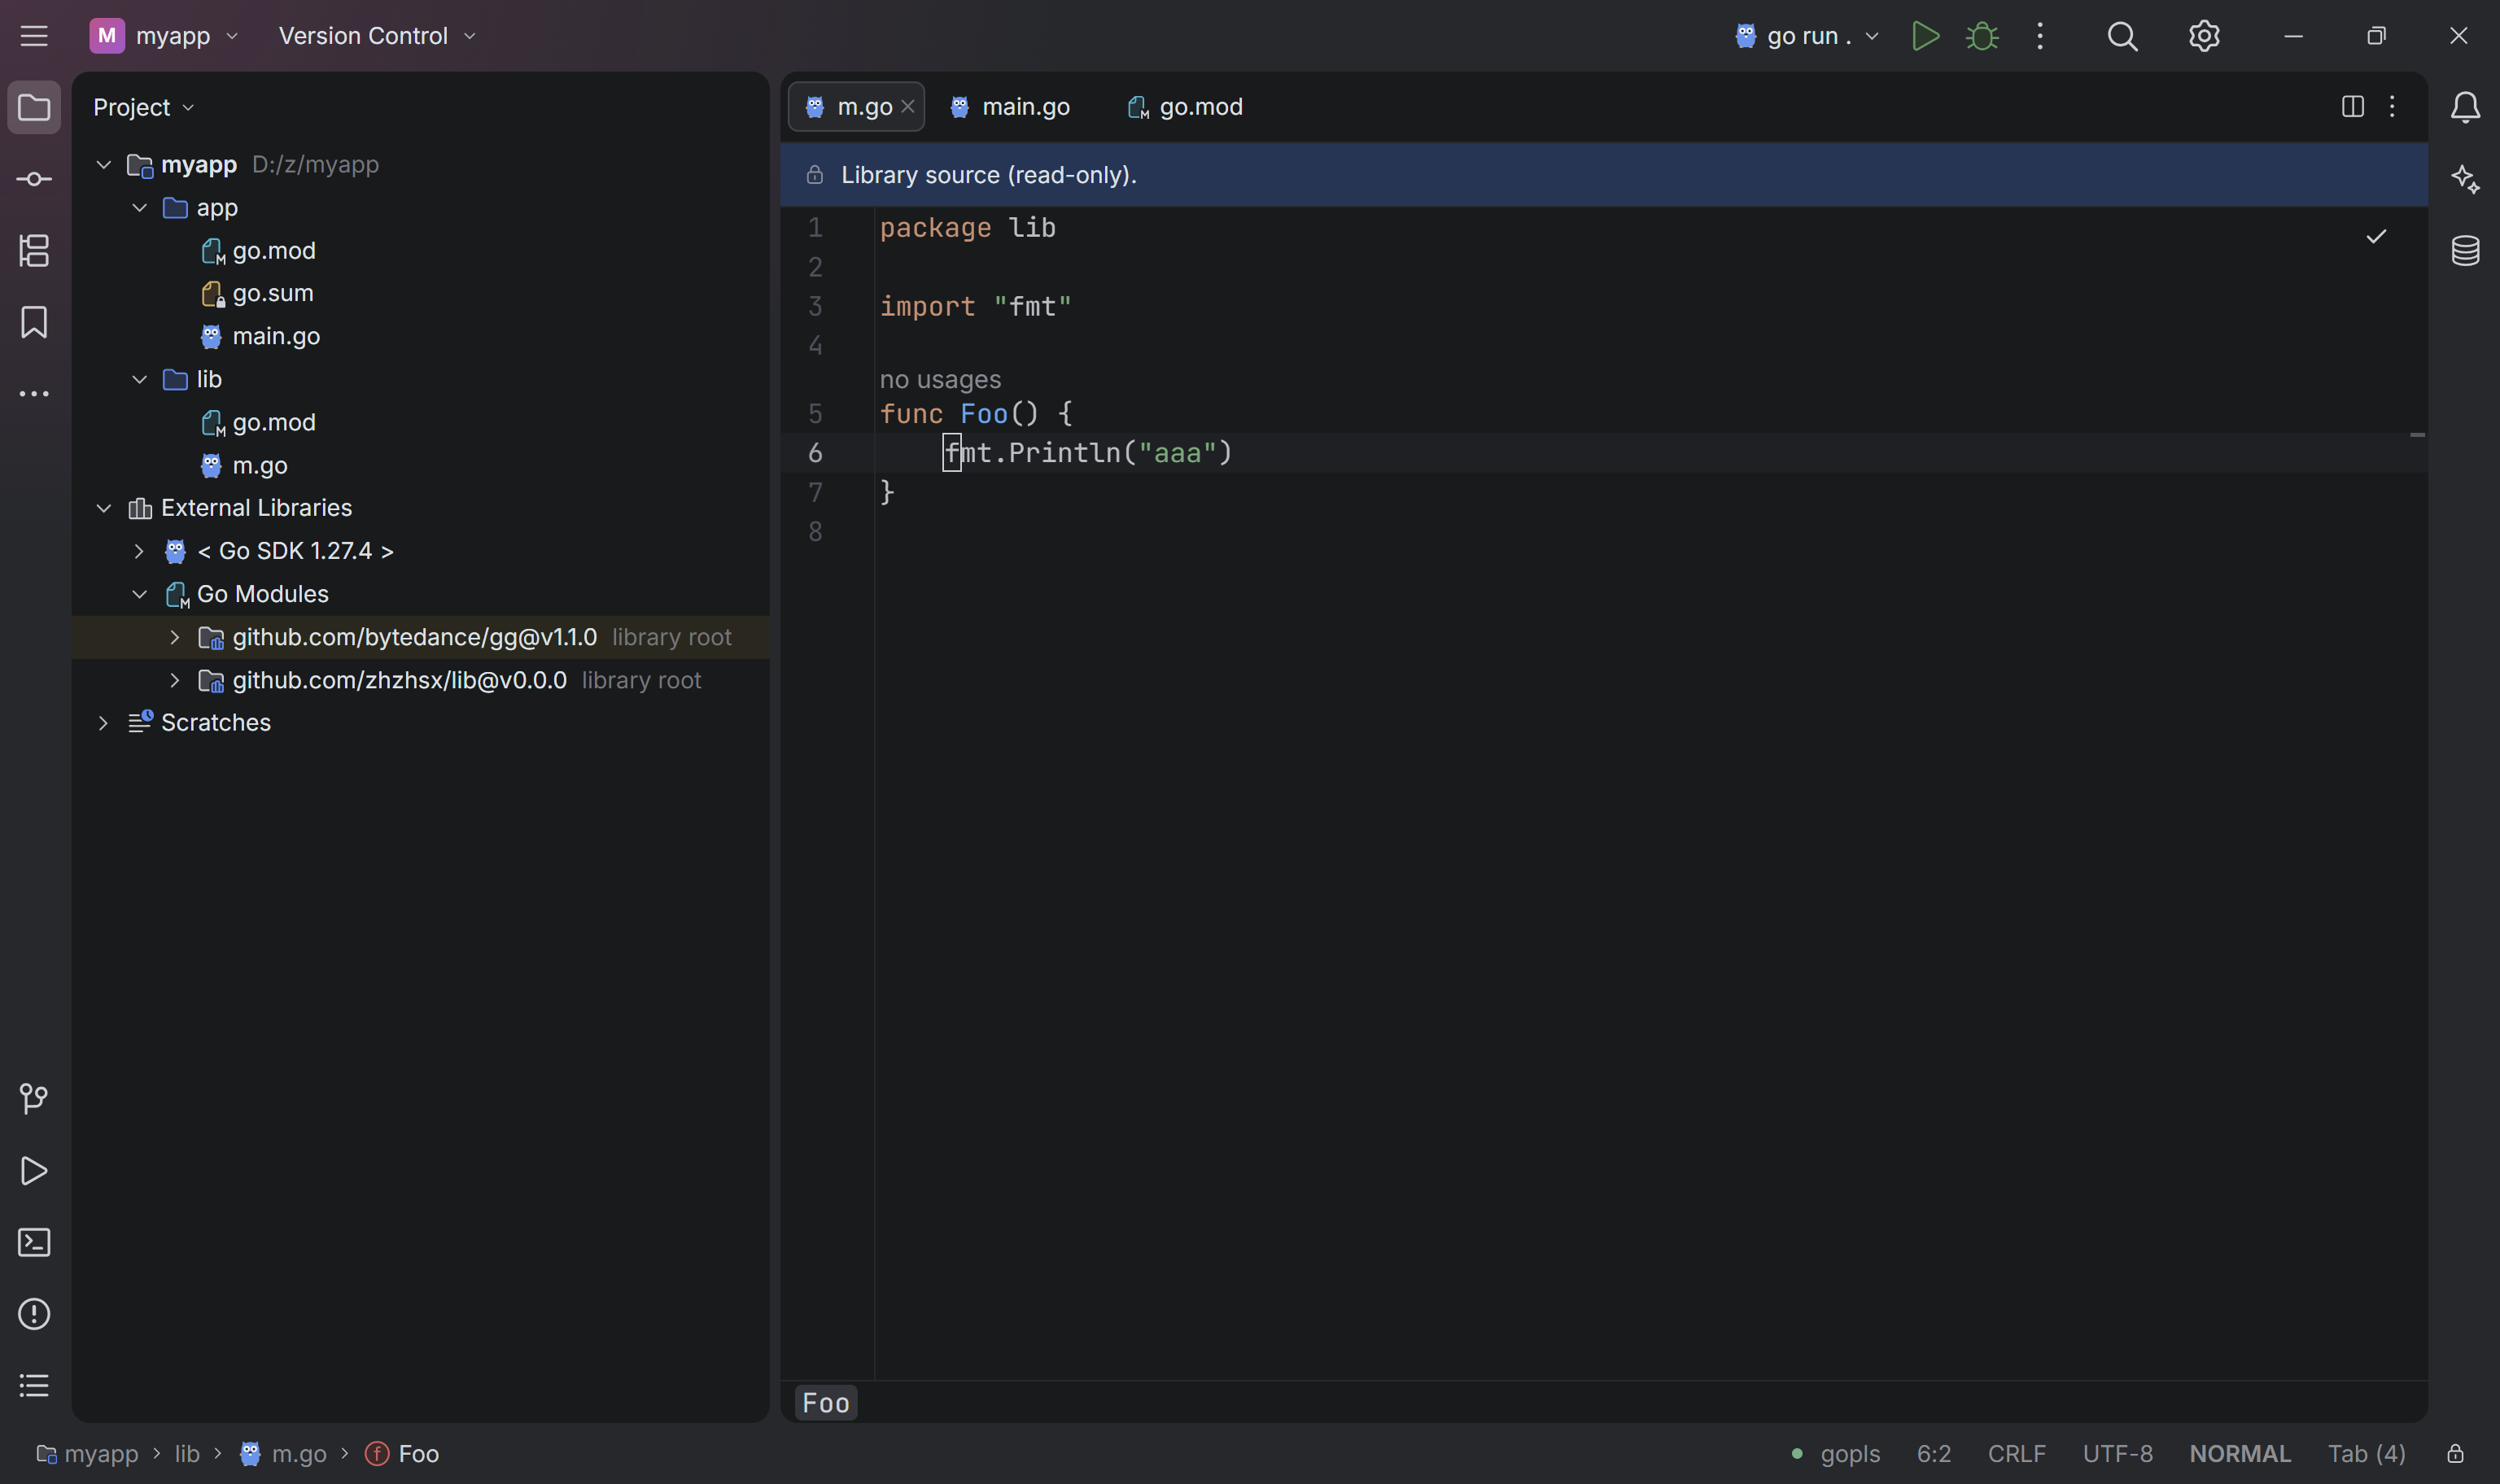 M myapp Version Control go run .
Project
myapp D:/z/myapp
app
go.mod
go.sum
main.go
lib
go.mod
m.go
External Libraries
< Go SDK 1.27.4 >
Go Modules
github.com/bytedance/gg@v1.1.0 library root
github.com/zhzhsx/lib@v0.0.0 library root
Scratches
m.go main.go go.mod
Library source (read-only).
1 package lib
2
3 import "fmt"
4
no usages
5 func Foo() {
6 fmt.Println("aaa")
7 }
8
Foo
myapp > lib > m.go > f Foo
gopls 6:2 CRLF UTF-8 NORMAL Tab (4)